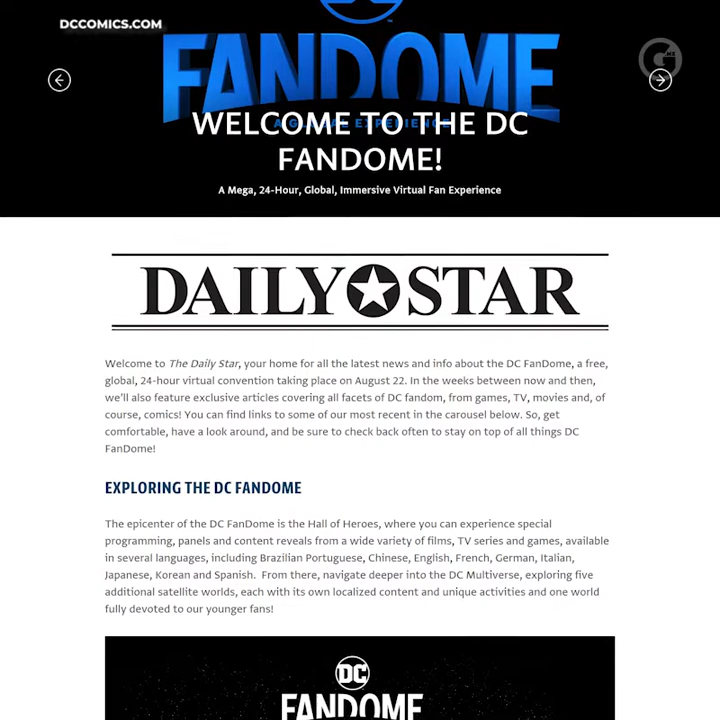 DCCOMICS.COM
DC
FANDOME
A GLOBAL EXPERIENCE
WELCOME TO THE DC
FANDOME!
A Mega, 24-Hour, Global, Immersive Virtual Fan Experience
DAILY STAR
Welcome to The Daily Star, your home for all the latest news and info about the DC FanDome, a free,
global, 24-hour virtual convention taking place on August 22. In the weeks between now and then,
we'll also feature exclusive articles covering all facets of DC fandom, from games, TV, movies and, of
course, comics! You can find links to some of our most recent in the carousel below. So, get
comfortable, have a look around, and be sure to check back often to stay on top of all things DC
FanDome!
EXPLORING THE DC FANDOME
The epicenter of the DC FanDome is the Hall of Heroes, where you can experience special
programming, panels and content reveals from a wide variety of films, TV series and games, available
in several languages, including Brazilian Portuguese, Chinese, English, French, German, Italian,
Japanese, Korean and Spanish. From there, navigate deeper into the DC Multiverse, exploring five
additional satellite worlds, each with its own localized content and unique activities and one world
fully devoted to our younger fans!
DC
FANDOME